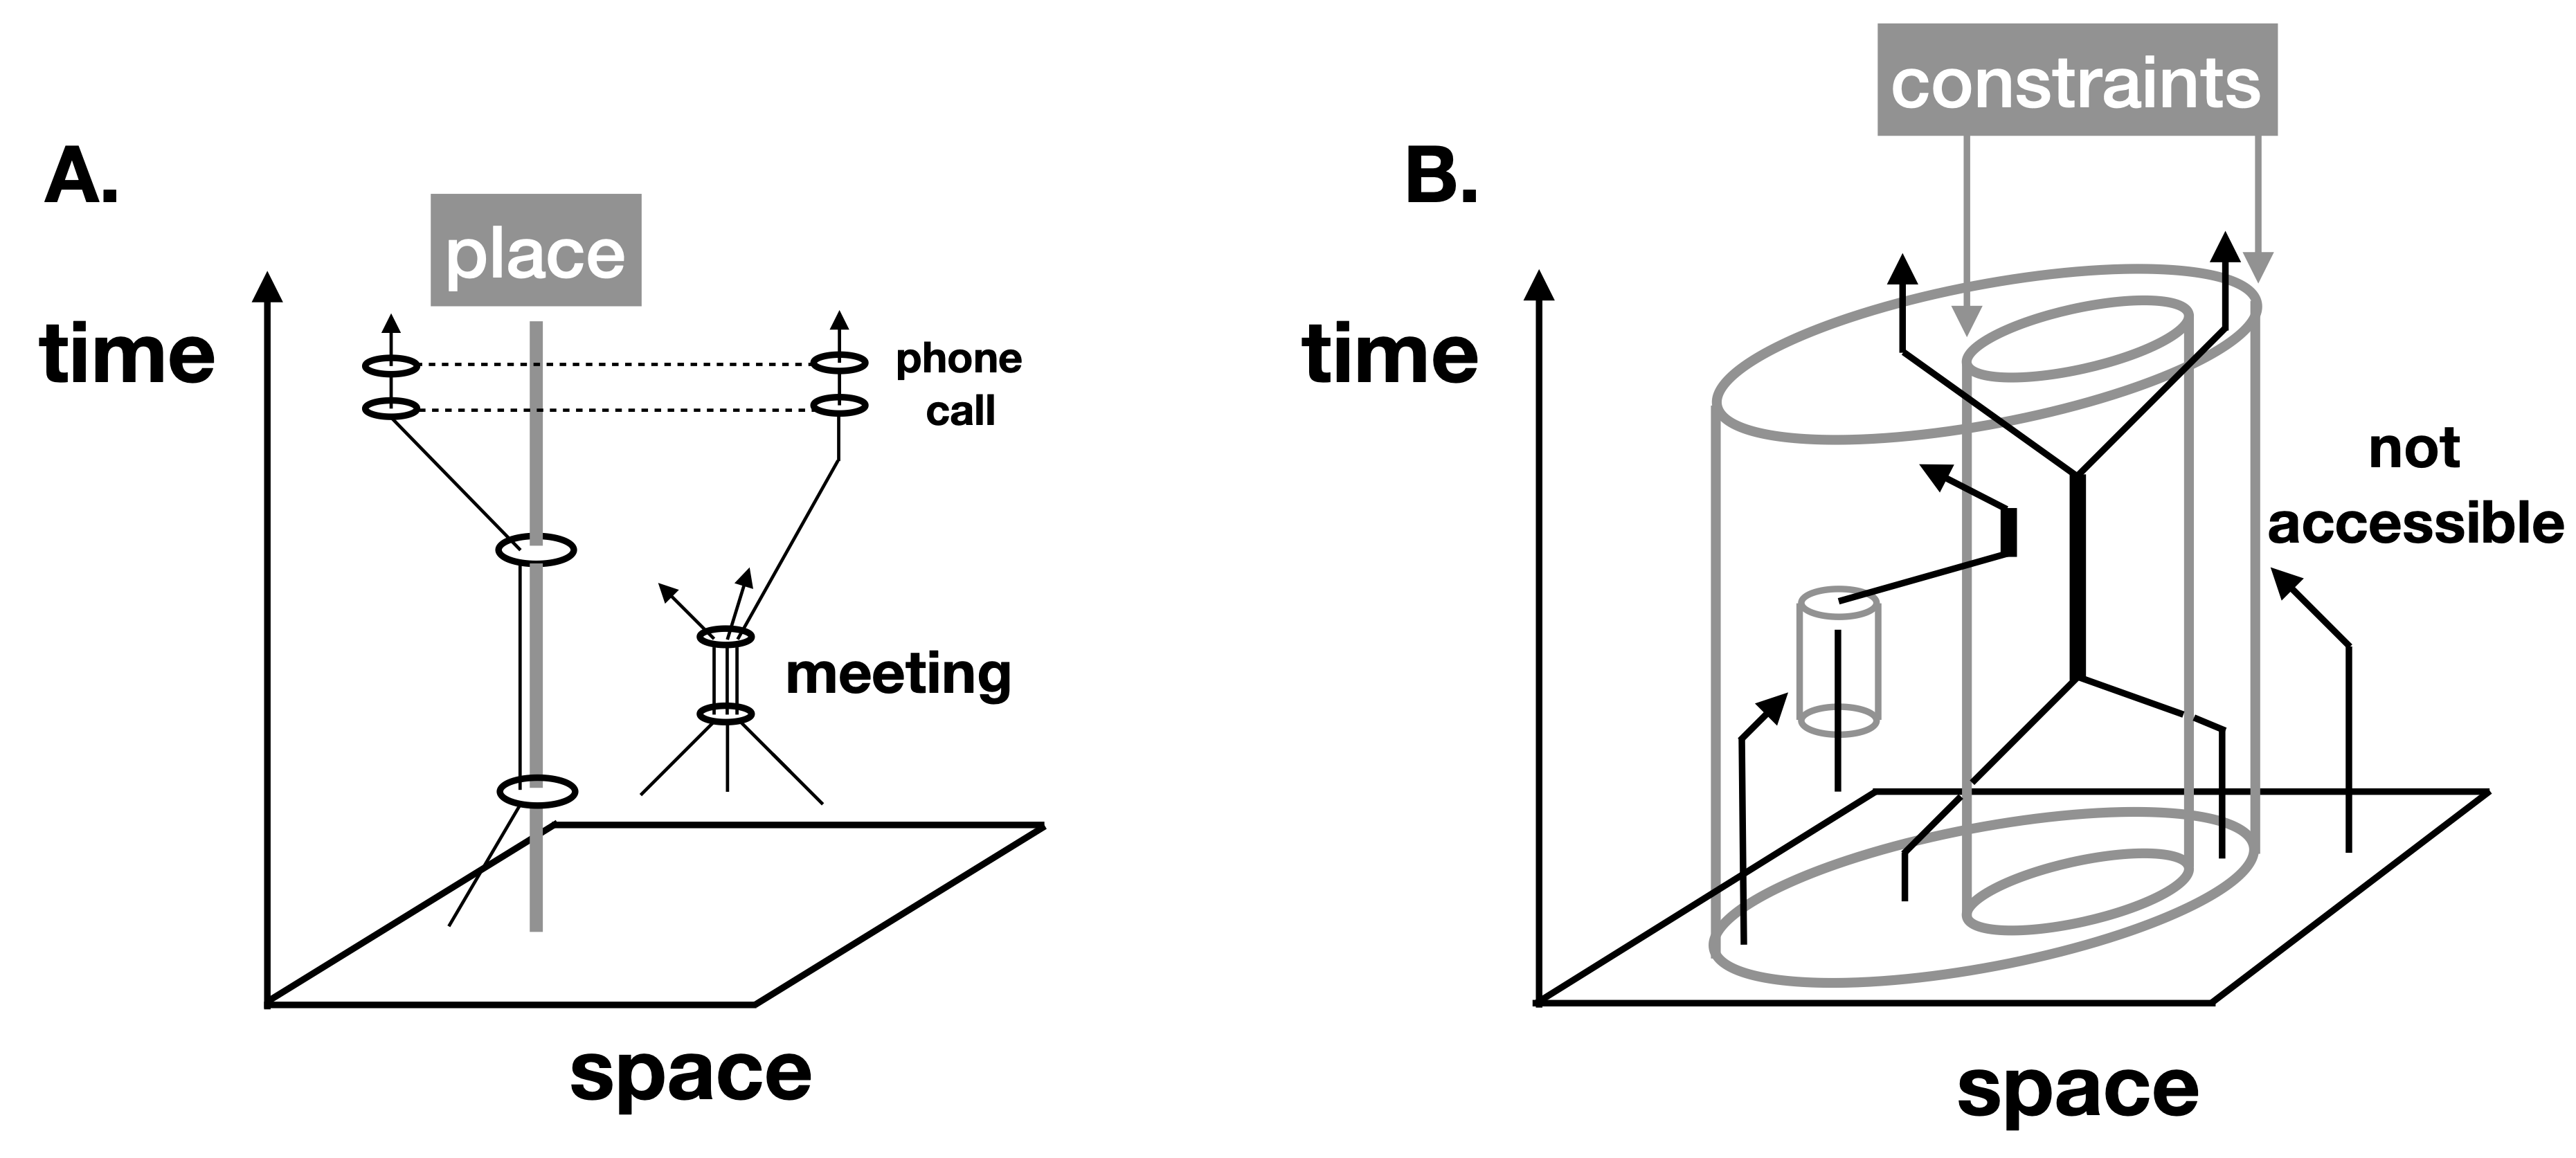 A.
place
time
phone
call
meeting
space
constraints
B.
time
not
accessible
space